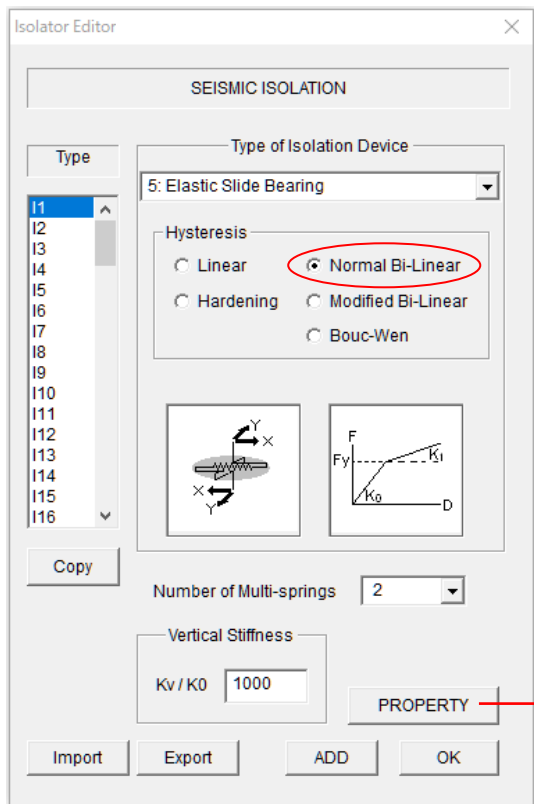 Isolator Editor
SEISMIC ISOLATION
Type
I1
I2
I3
I4
I5
I6
I7
I8
I9
I10
I11
I12
I13
I14
I15
I16
Copy
Type of Isolation Device
5: Elastic Slide Bearing
Hysteresis
Linear
Normal Bi-Linear
Hardening
Modified Bi-Linear
Bouc-Wen
Y
X
X
Y
F
Fy
K1
K0
D
Number of Multi-springs 2
Vertical Stiffness
Kv / K0 1000
PROPERTY
Import Export ADD OK